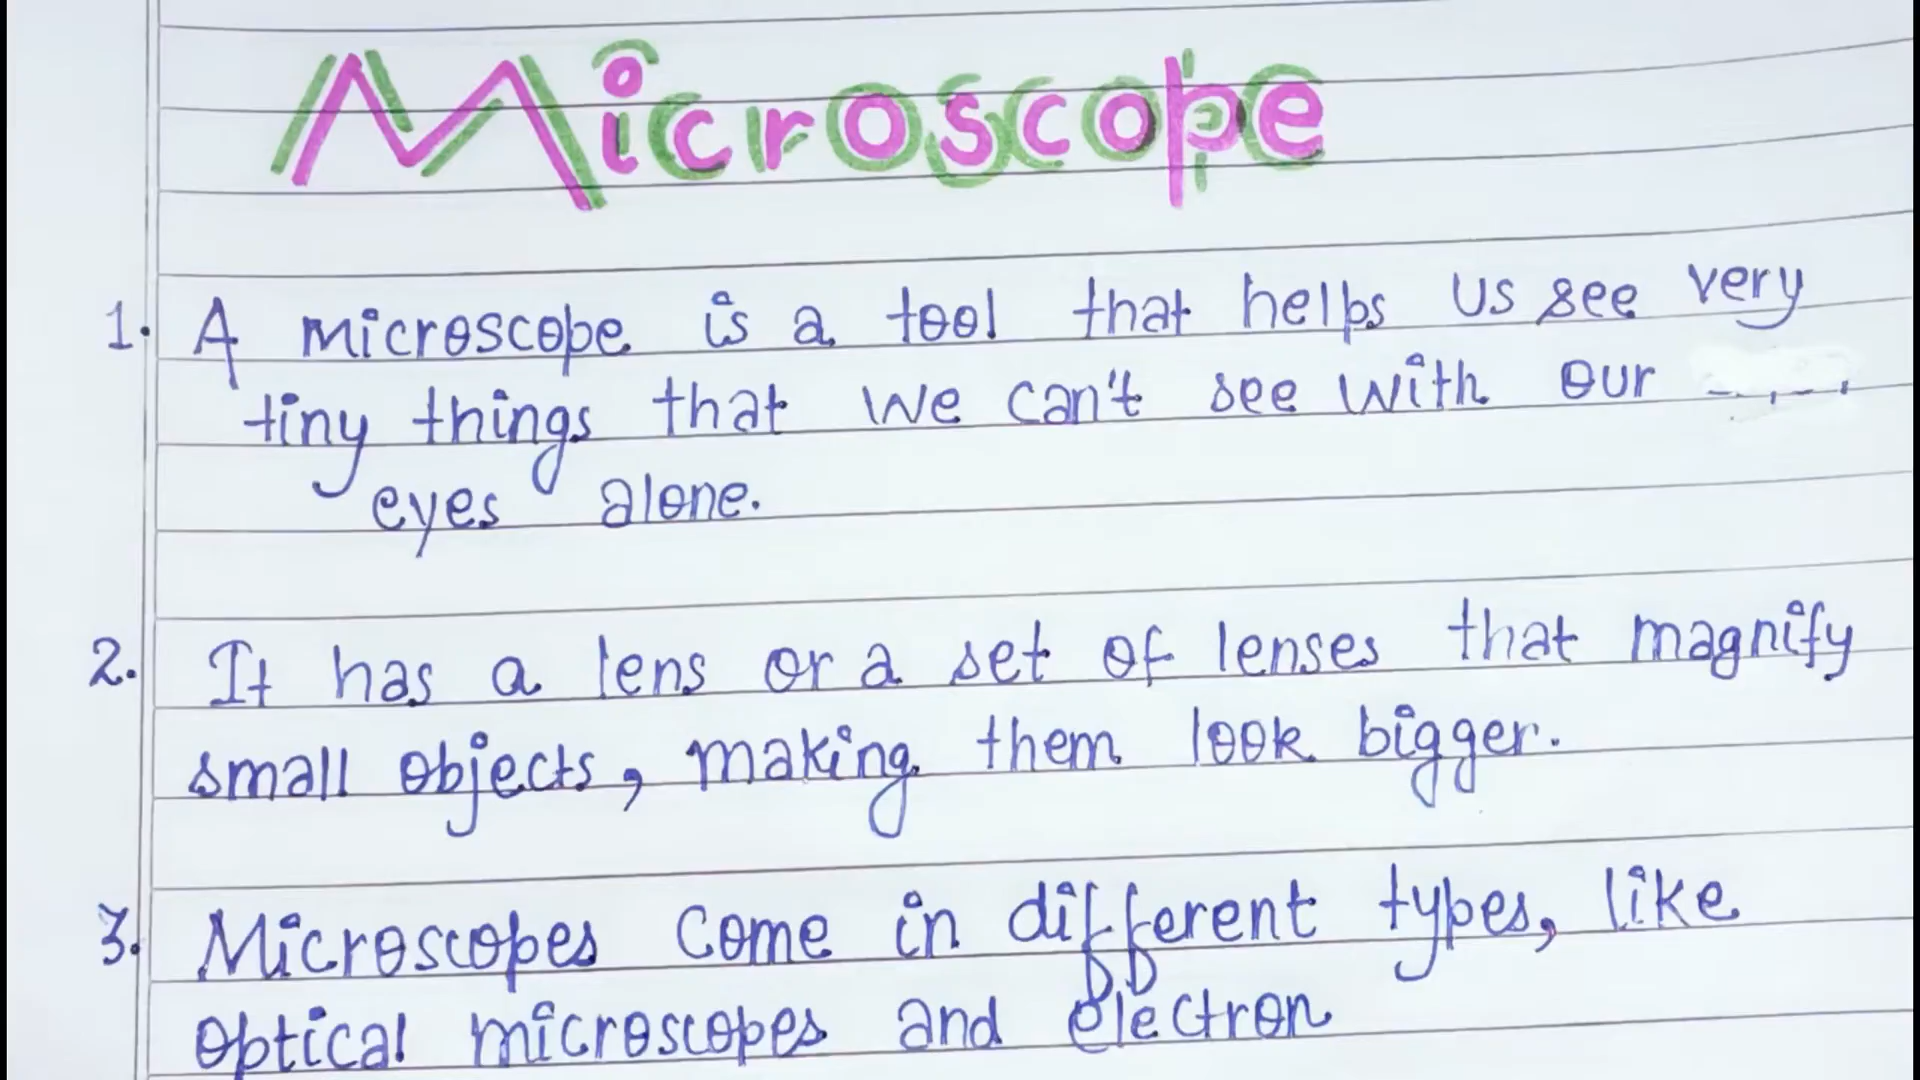 Microscope
1. A microscope is a tool that helps us see very
tiny things that we can't see with our
eyes alone.
2. It has a lens or a set of lenses that magnify
small objects, making them look bigger.
3. Microscopes come in different types, like
optical microscopes and electron